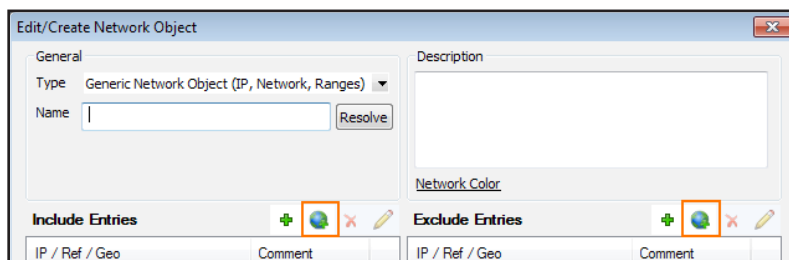 Edit/Create Network Object
General
Type Generic Network Object (IP, Network, Ranges)
Name Resolve
Description
Network Color
Include Entries
IP / Ref / Geo Comment
Exclude Entries
IP / Ref / Geo Comment